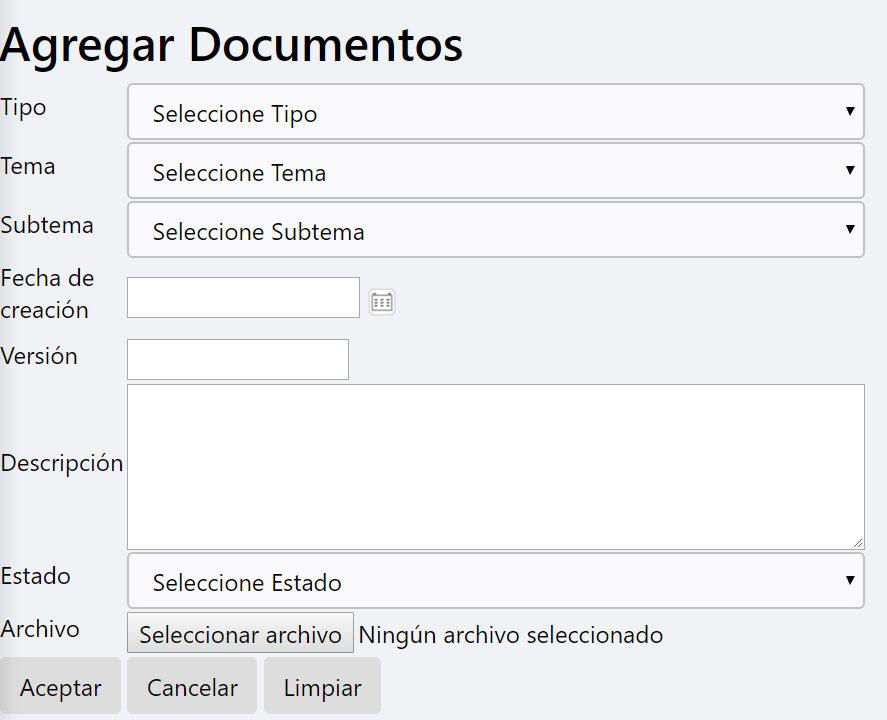 Agregar Documentos
Tipo Seleccione Tipo
Tema Seleccione Tema
Subtema Seleccione Subtema
Fecha de
creación
Versión
Descripción
Estado Seleccione Estado
Archivo Seleccionar archivo Ningún archivo seleccionado
Aceptar Cancelar Limpiar